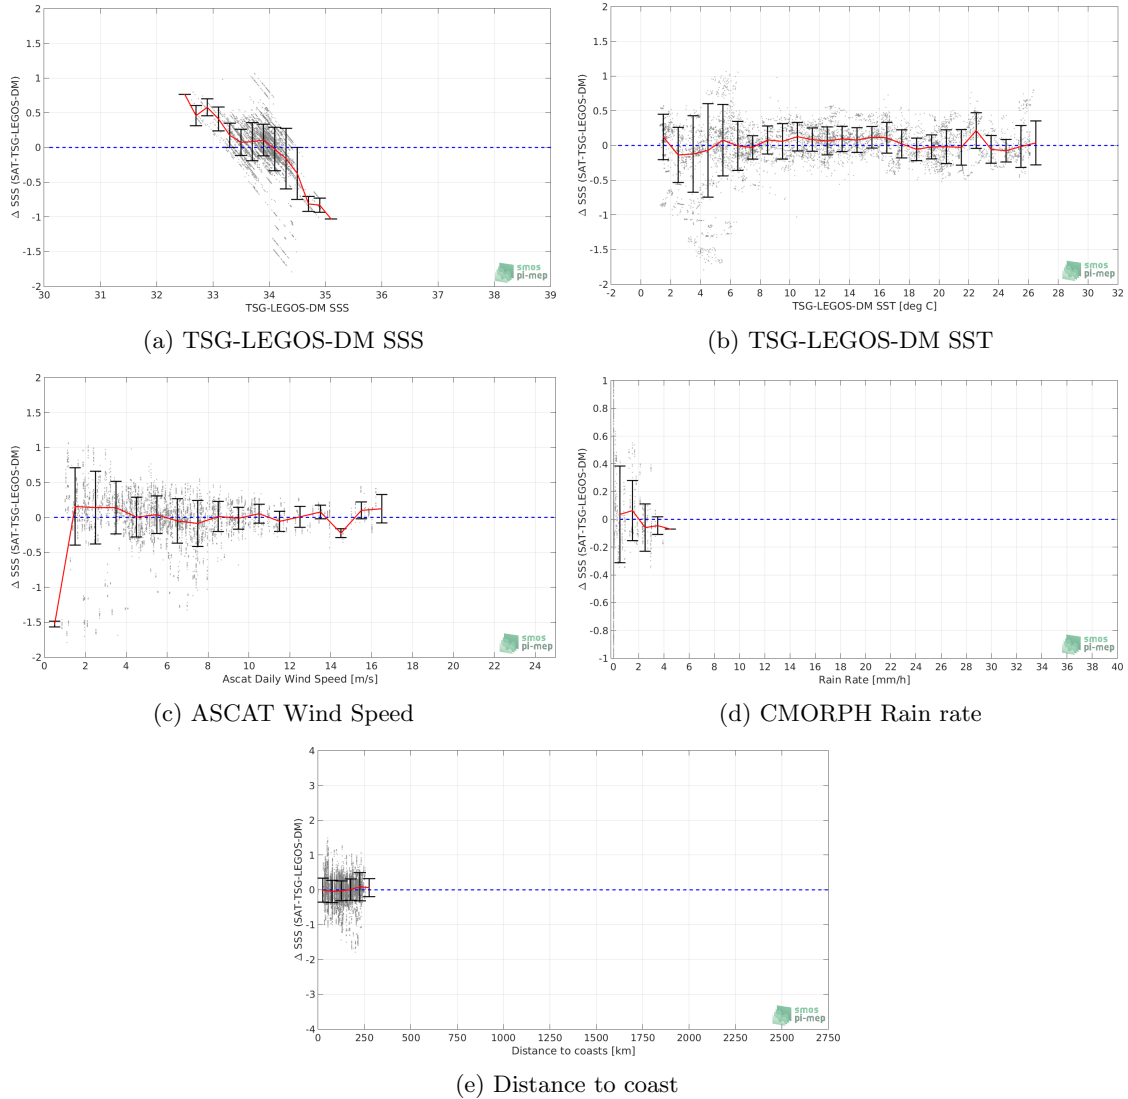 2
1.5
1
0.5
0
-0.5
-1
-1.5
-2
Δ SSS (SAT-TSG-LEGOS-DM)
30 31 32 33 34 35 36 37 38 39
TSG-LEGOS-DM SSS
smos
pi-mep
(a) TSG-LEGOS-DM SSS
2
1.5
1
0.5
0
-0.5
-1
-1.5
-2
Δ SSS (SAT-TSG-LEGOS-DM)
-2 0 2 4 6 8 10 12 14 16 18 20 22 24 26 28 30 32
TSG-LEGOS-DM SST [deg C]
smos
pi-mep
(b) TSG-LEGOS-DM SST
2
1.5
1
0.5
0
-0.5
-1
-1.5
-2
Δ SSS (SAT-TSG-LEGOS-DM)
0 2 4 6 8 10 12 14 16 18 20 22 24
Ascat Daily Wind Speed [m/s]
smos
pi-mep
(c) ASCAT Wind Speed
1
0.8
0.6
0.4
0.2
0
-0.2
-0.4
-0.6
-0.8
-1
Δ SSS (SAT-TSG-LEGOS-DM)
0 2 4 6 8 10 12 14 16 18 20 22 24 26 28 30 32 34 36 38 40
Rain Rate [mm/h]
smos
pi-mep
(d) CMORPH Rain rate
4
3
2
1
0
-1
-2
-3
-4
Δ SSS (SAT-TSG-LEGOS-DM)
0 250 500 750 1000 1250 1500 1750 2000 2250 2500 2750
Distance to coasts [km]
smos
pi-mep
(e) Distance to coast